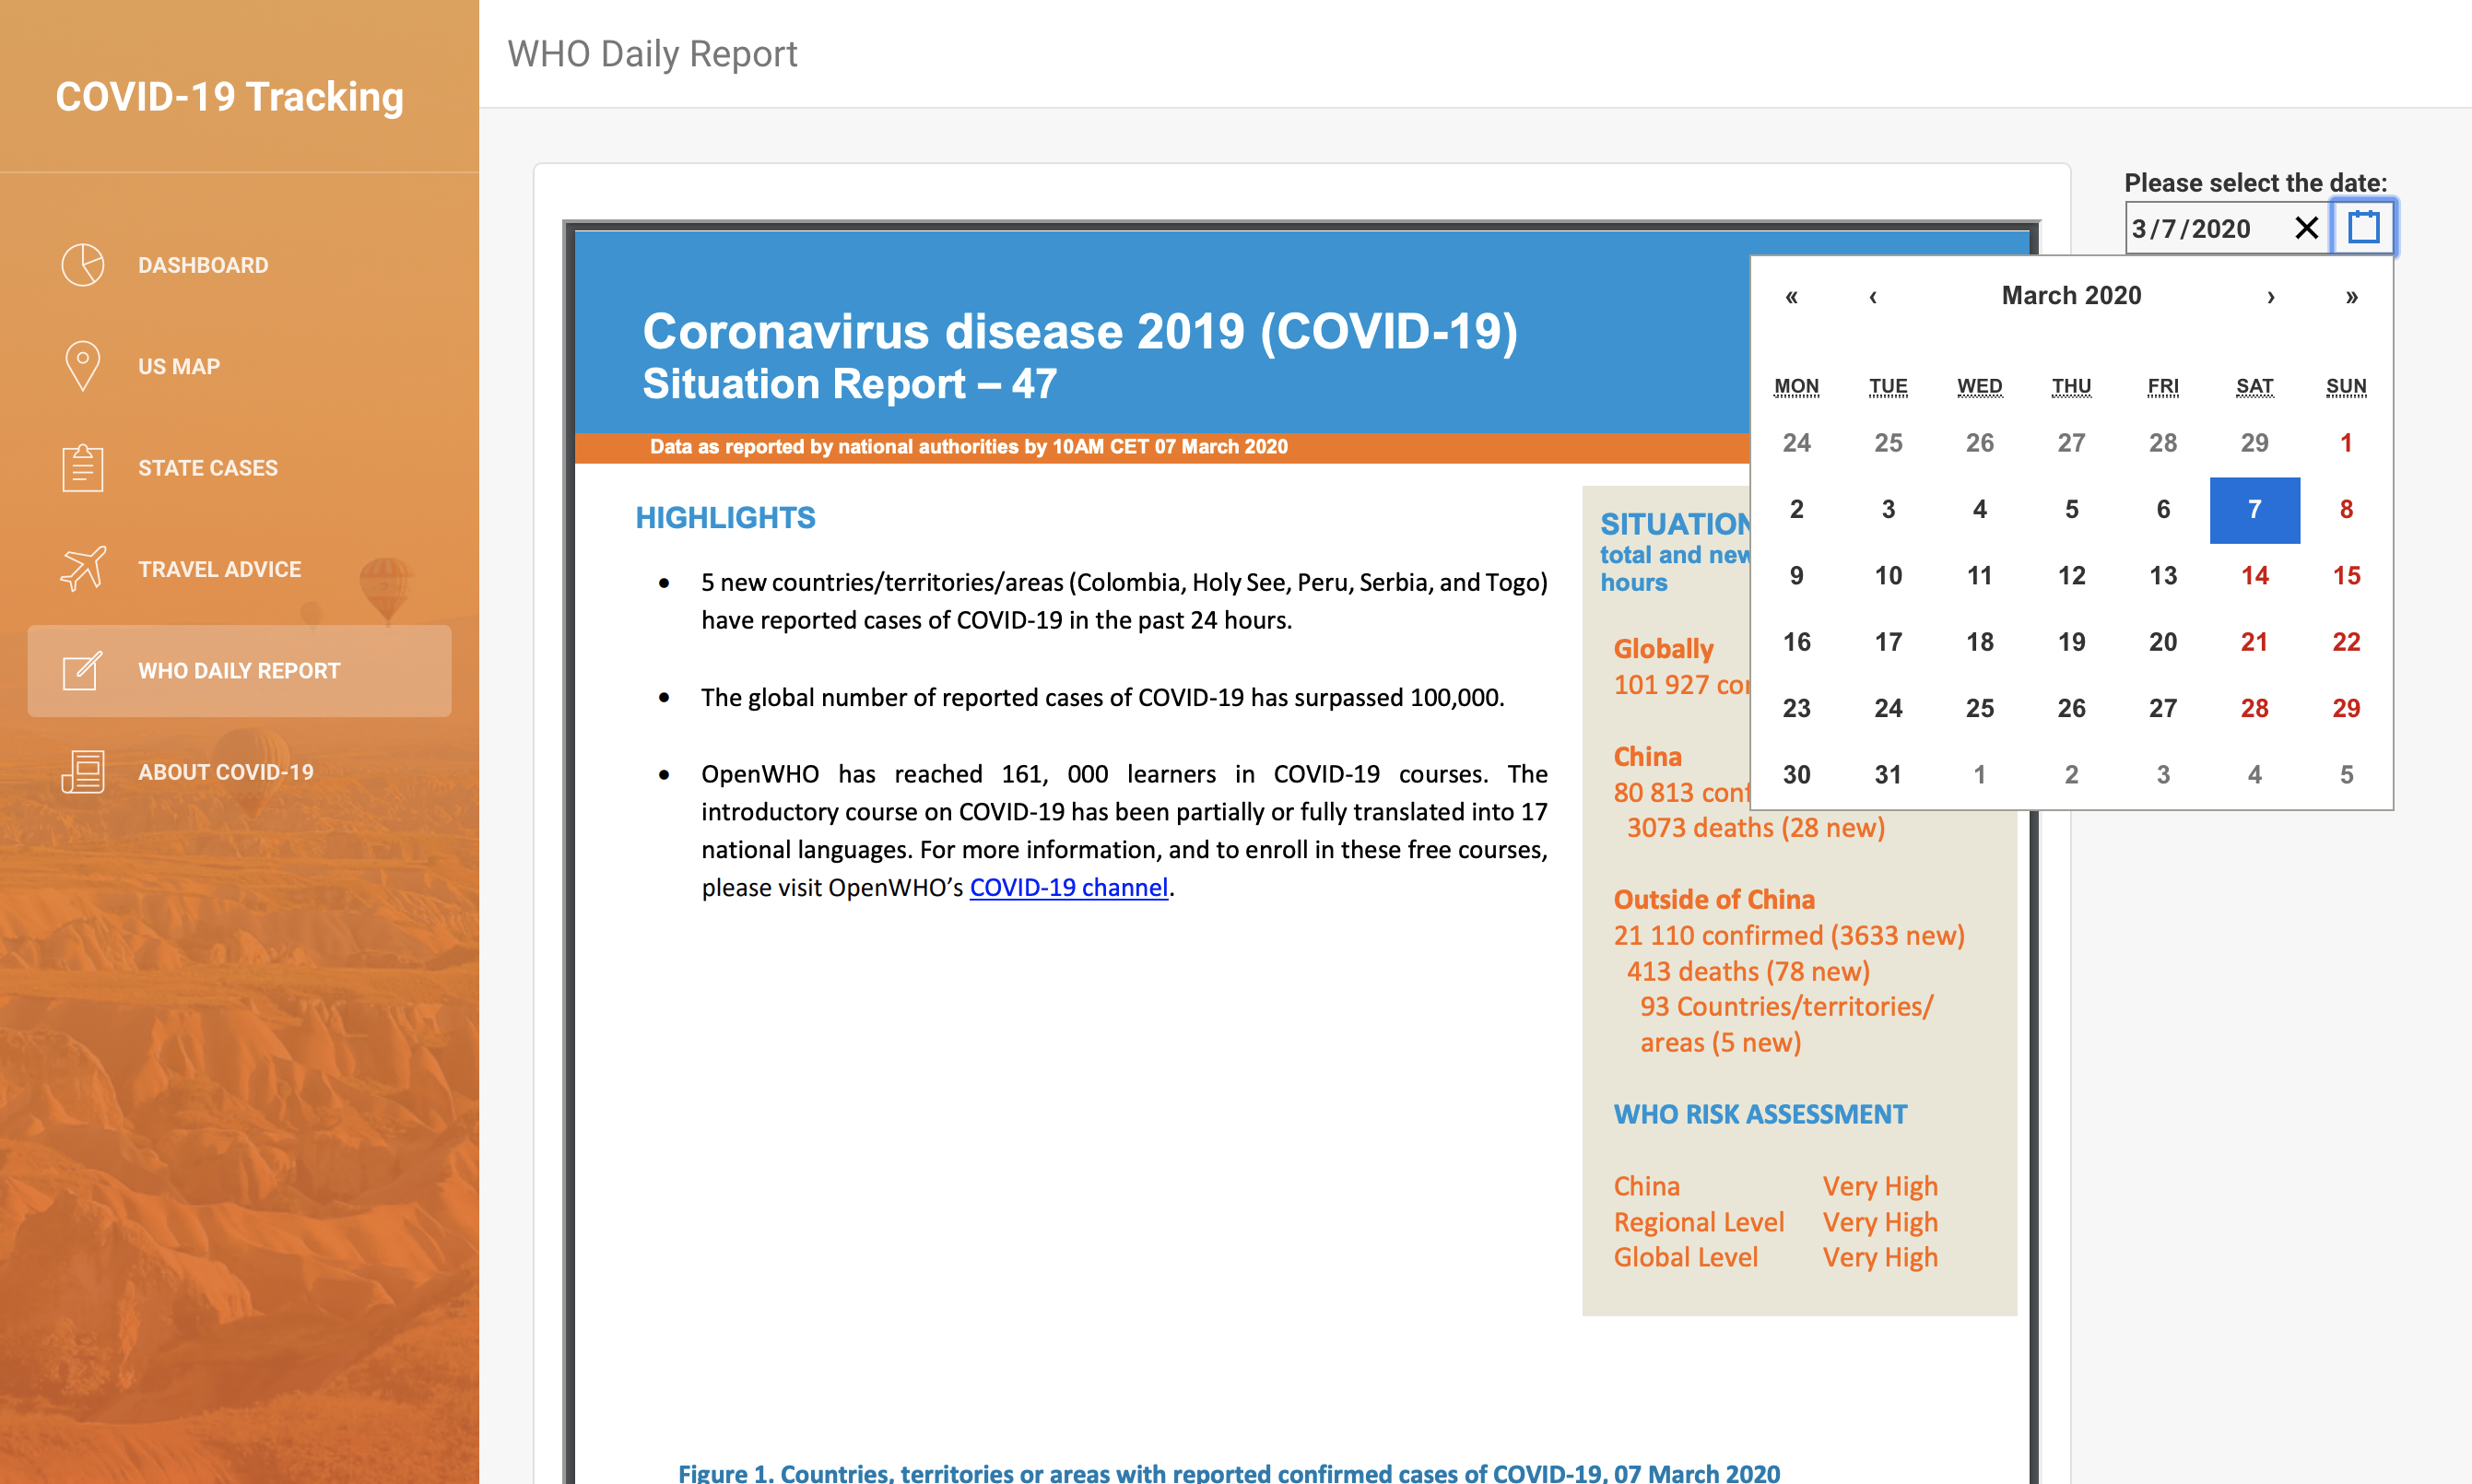 COVID-19 Tracking
DASHBOARD
US MAP
STATE CASES
TRAVEL ADVICE
WHO DAILY REPORT
ABOUT COVID-19
WHO Daily Report
Please select the date:
3/7/2020
« ‹ March 2020 › »
MON TUE WED THU FRI SAT SUN
24 25 26 27 28 29 1
2 3 4 5 6 7 8
9 10 11 12 13 14 15
16 17 18 19 20 21 22
23 24 25 26 27 28 29
30 31 1 2 3 4 5
Coronavirus disease 2019 (COVID-19)
Situation Report – 47
Data as reported by national authorities by 10AM CET 07 March 2020
HIGHLIGHTS
• 5 new countries/territories/areas (Colombia, Holy See, Peru, Serbia, and Togo)
have reported cases of COVID-19 in the past 24 hours.
• The global number of reported cases of COVID-19 has surpassed 100,000.
• OpenWHO has reached 161, 000 learners in COVID-19 courses. The
introductory course on COVID-19 has been partially or fully translated into 17
national languages. For more information, and to enroll in these free courses,
please visit OpenWHO’s COVID-19 channel.
SITUATION
total and new
hours
Globally
101 927
China
80 813
3073 deaths (28 new)
Outside of China
21 110 confirmed (3633 new)
413 deaths (78 new)
93 Countries/territories/
areas (5 new)
WHO RISK ASSESSMENT
China Very High
Regional Level Very High
Global Level Very High
Figure 1. Countries, territories or areas with reported confirmed cases of COVID-19, 07 March 2020